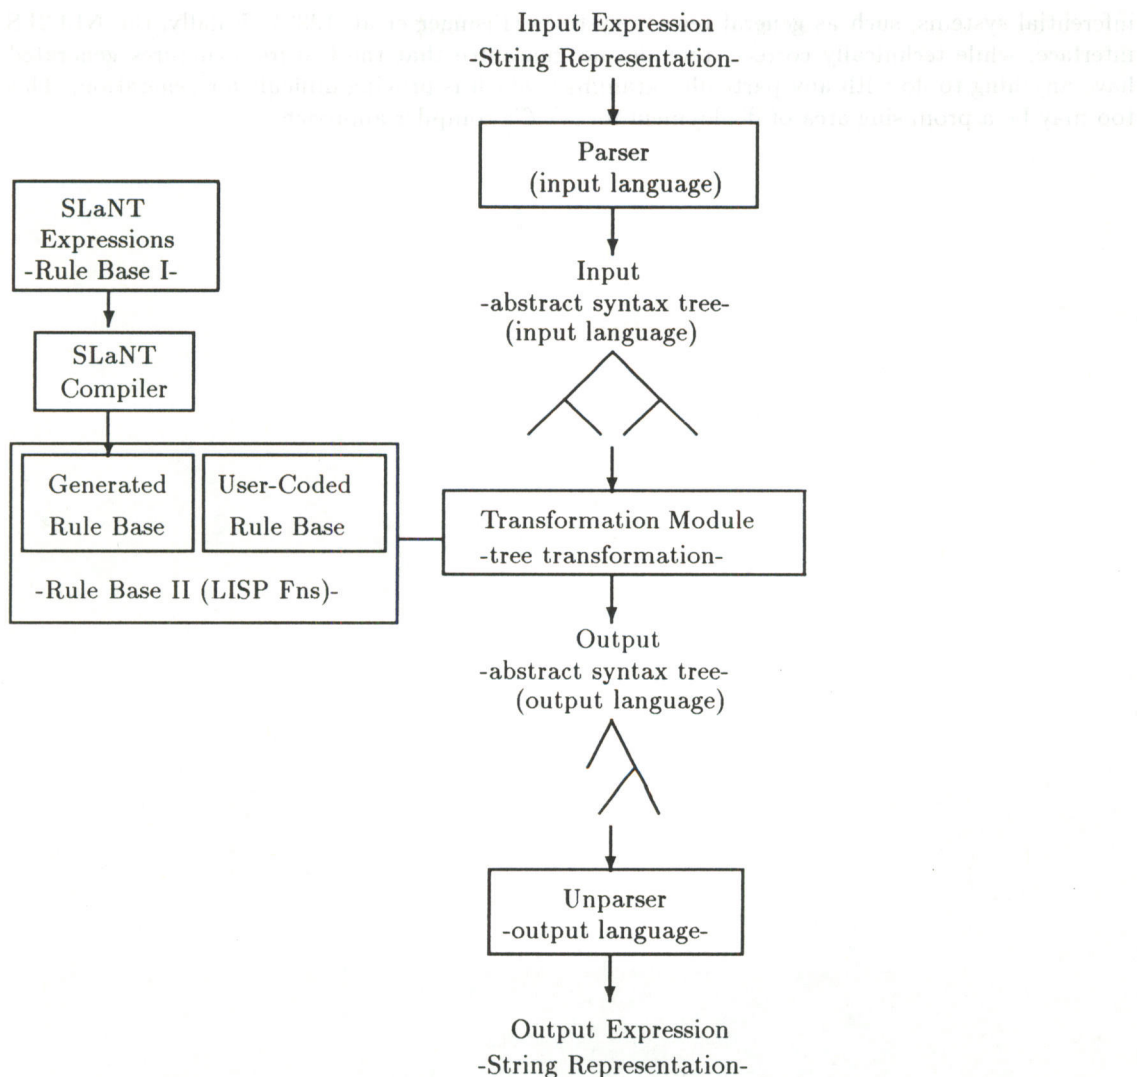 Input Expression
-String Representation-
Parser
(input language)
SLaNT
Expressions
-Rule Base I-
Input
-abstract syntax tree-
(input language)
SLaNT
Compiler
Generated
Rule Base
User-Coded
Rule Base
-Rule Base II (LISP Fns)-
Transformation Module
-tree transformation-
Output
-abstract syntax tree-
(output language)
Unparser
-output language-
Output Expression
-String Representation-